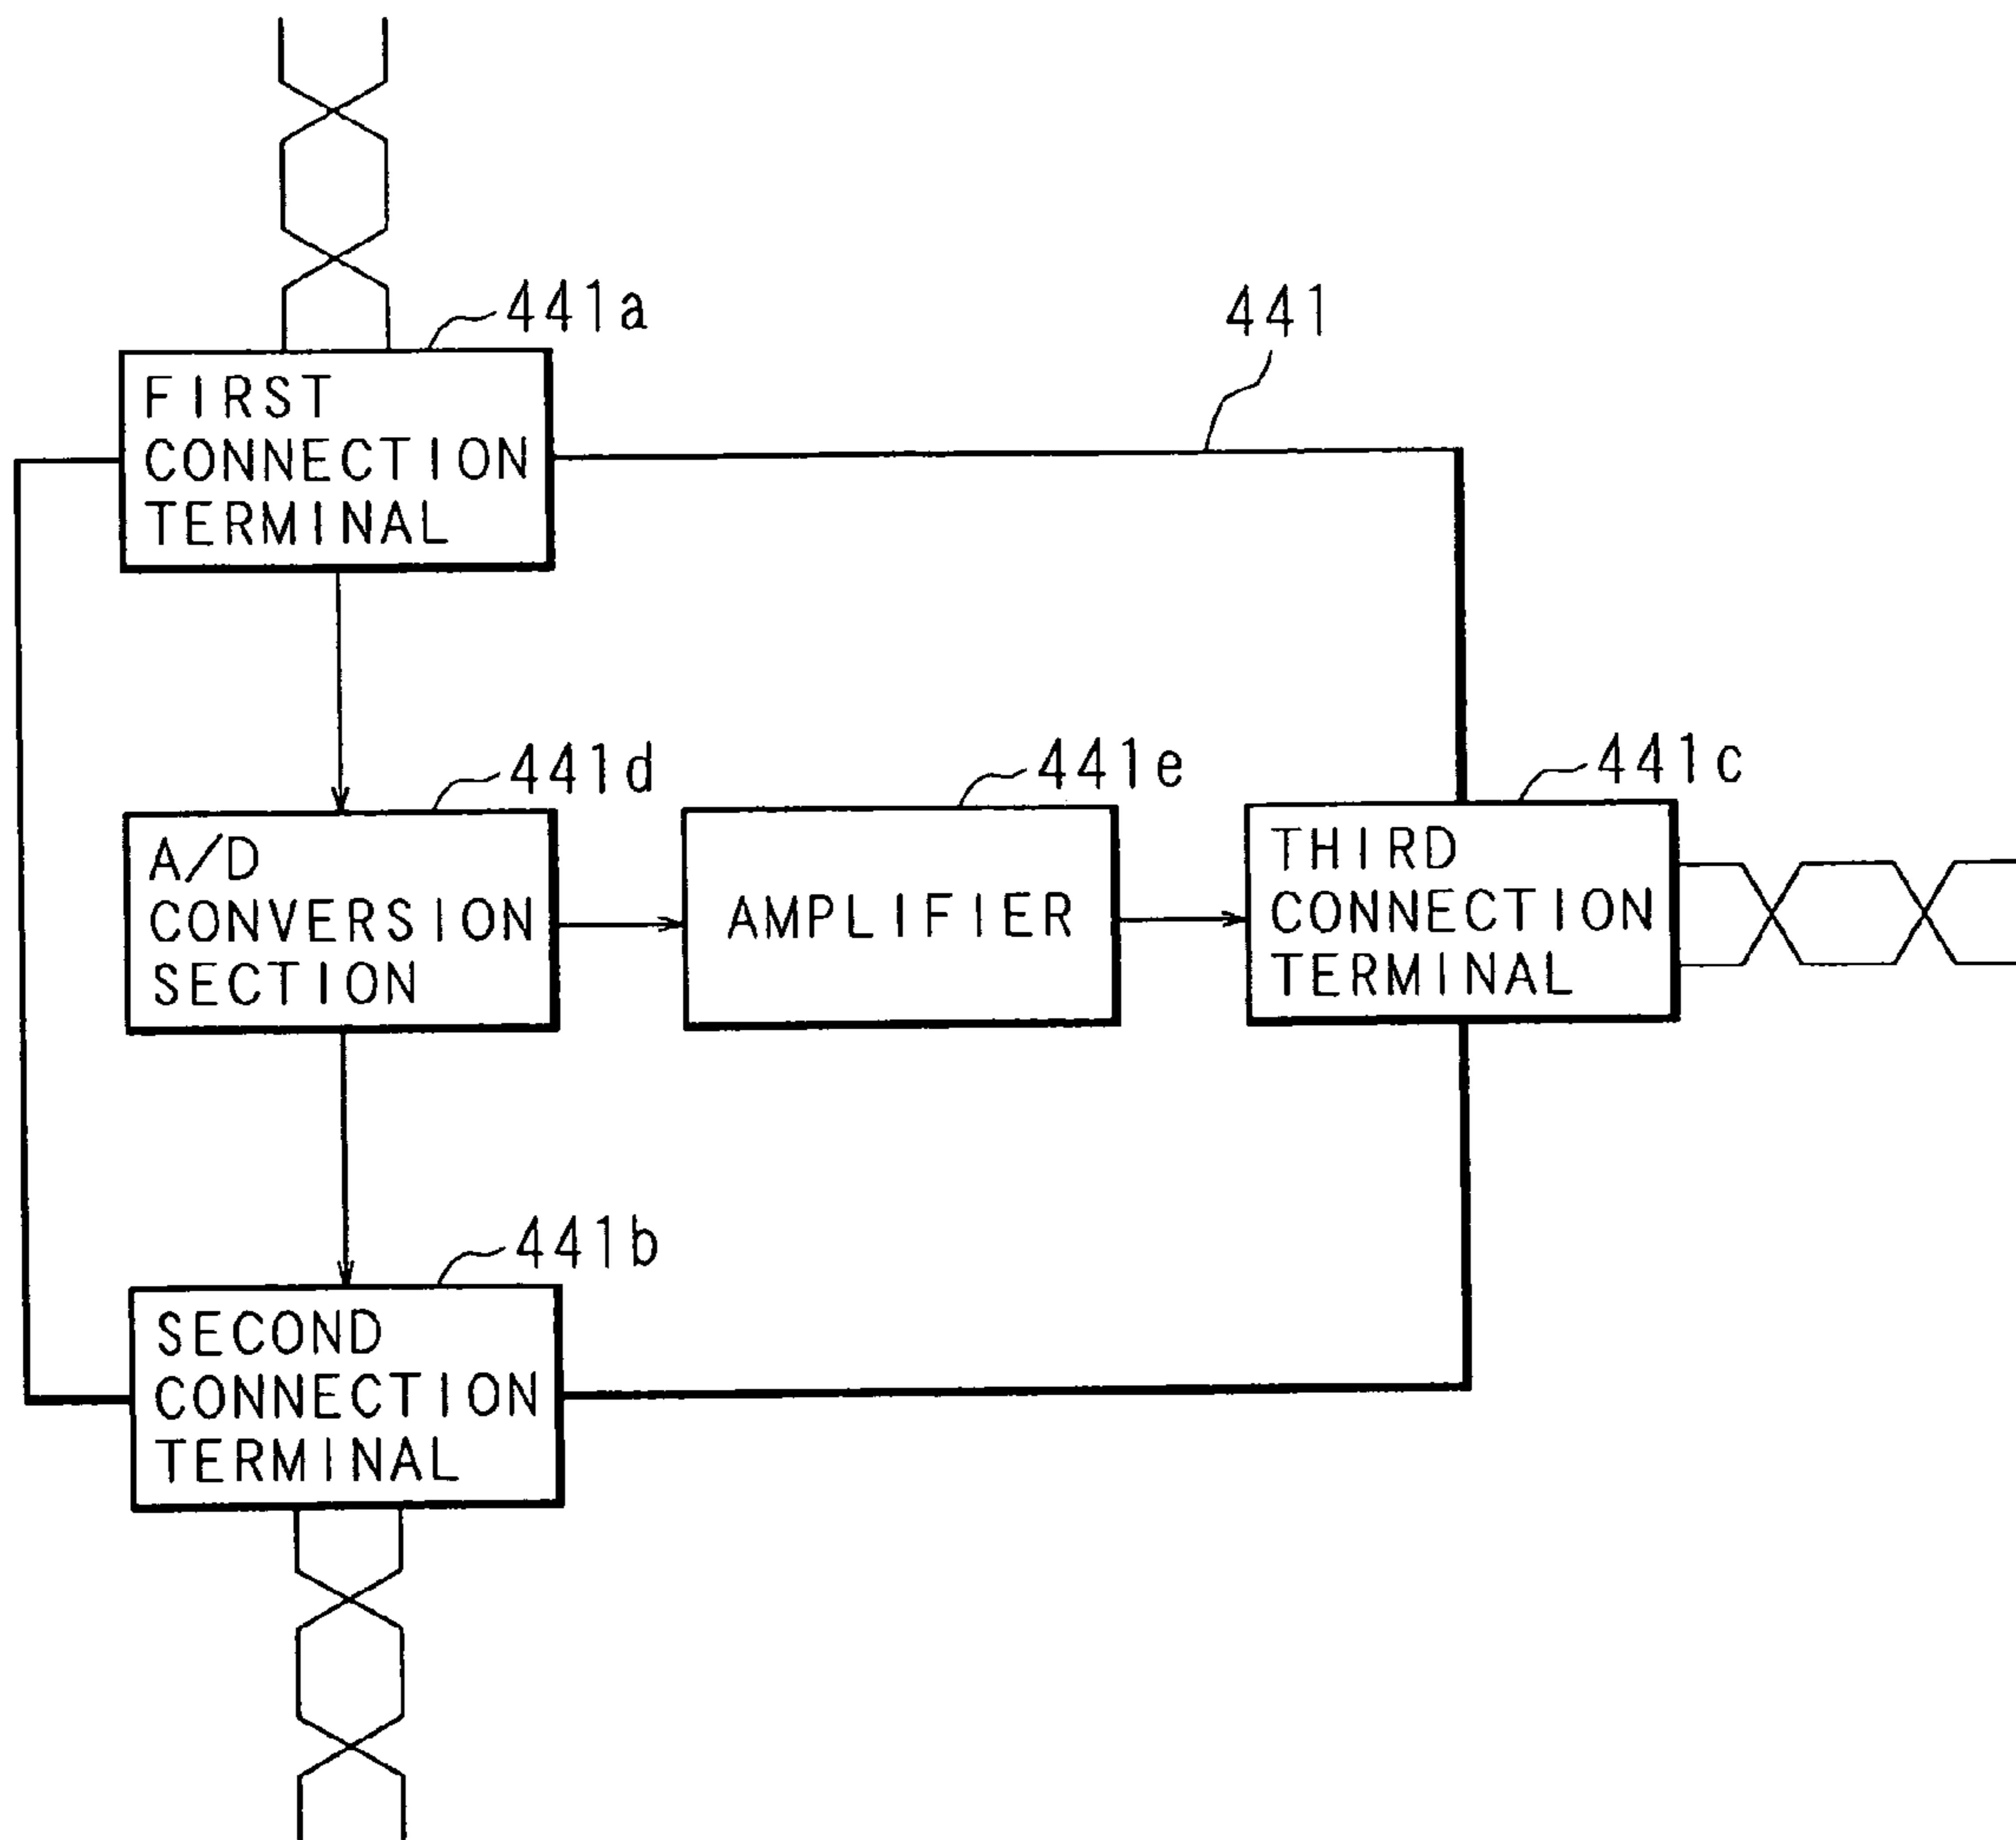 441a
441
FIRST
CONNECTION
TERMINAL
441d
441e
441c
A/D
CONVERSION
SECTION
AMPLIFIER
THIRD
CONNECTION
TERMINAL
441b
SECOND
CONNECTION
TERMINAL